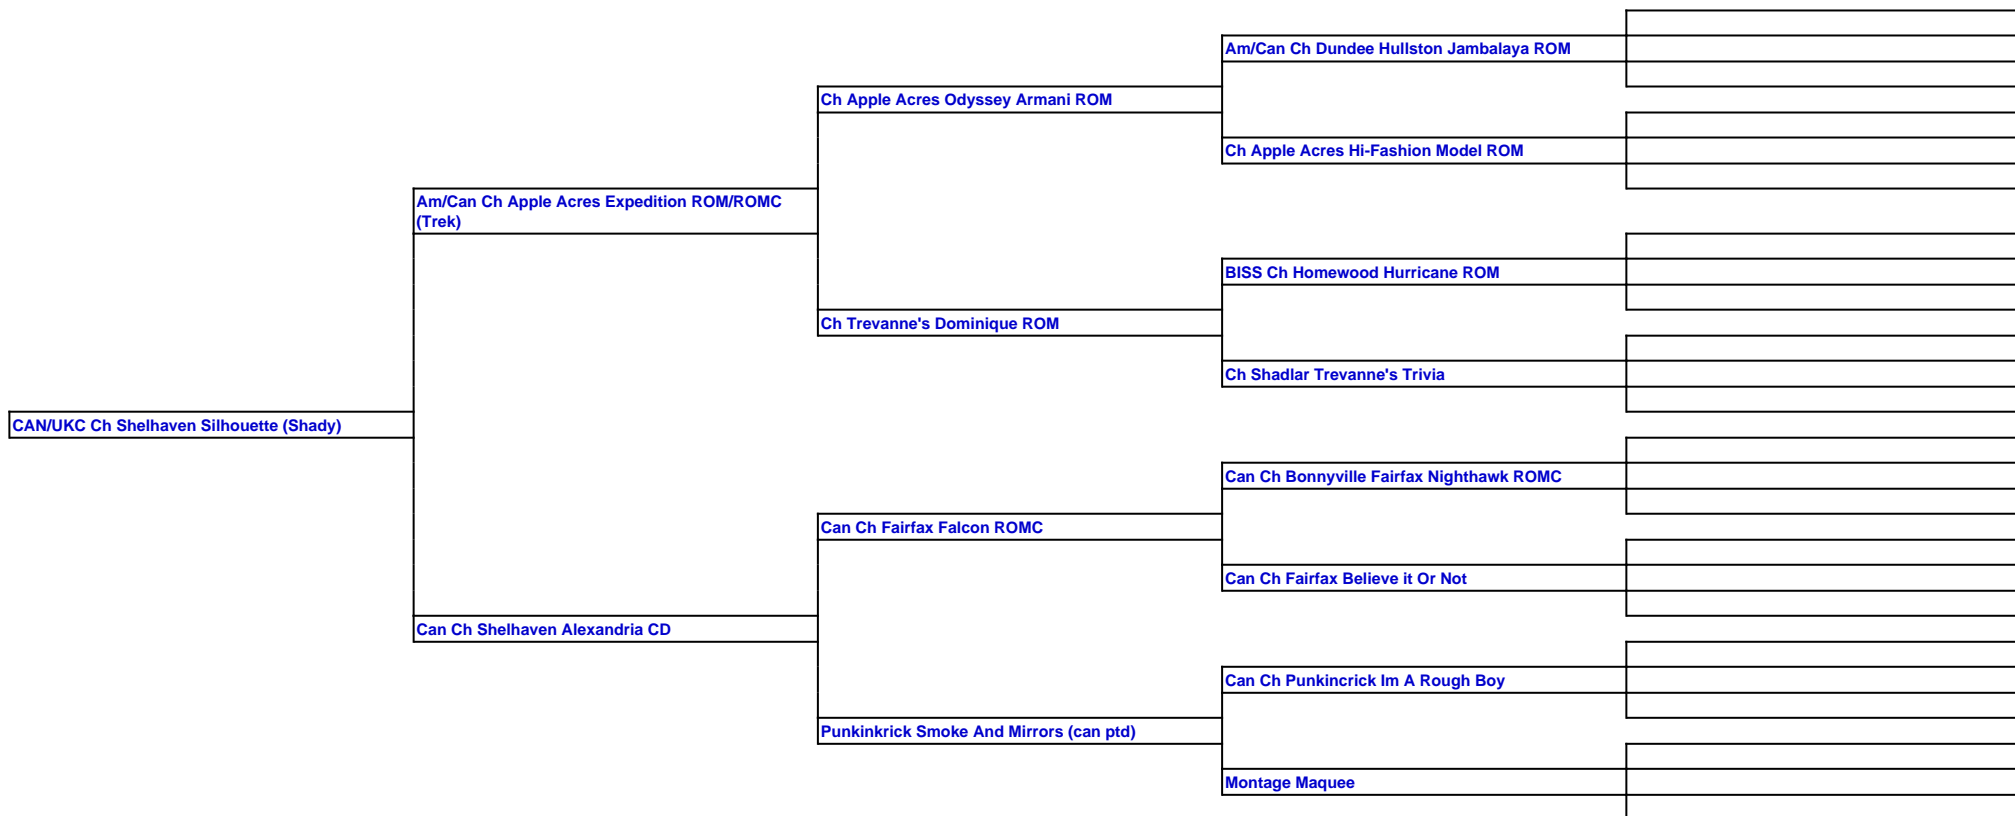 Am/Can Ch Dundee Hullston Jambalaya ROM
Ch Apple Acres Odyssey Armani ROM
Ch Apple Acres Hi-Fashion Model ROM
Am/Can Ch Apple Acres Expedition ROM/ROMC
(Trek)
BISS Ch Homewood Hurricane ROM
Ch Trevanne's Dominique ROM
Ch Shadlar Trevanne's Trivia
CAN/UKC Ch Shelhaven Silhouette (Shady)
Can Ch Bonnyville Fairfax Nighthawk ROMC
Can Ch Fairfax Falcon ROMC
Can Ch Fairfax Believe it Or Not
Can Ch Shelhaven Alexandria CD
Can Ch Punkincrick Im A Rough Boy
Punkinkrick Smoke And Mirrors (can ptd)
Montage Maquee